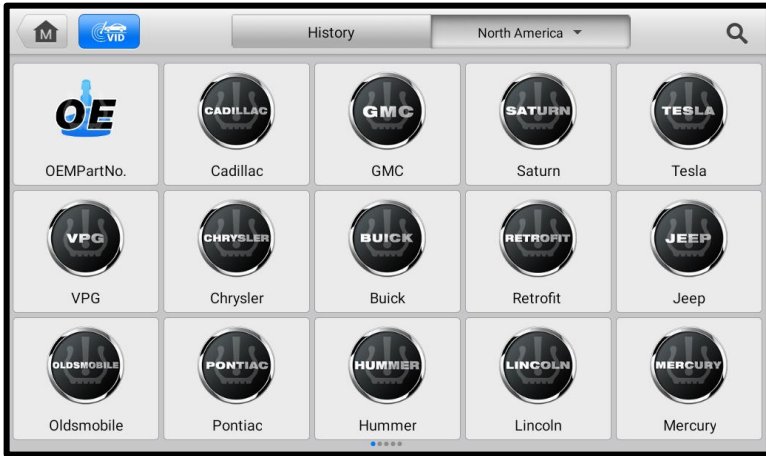 M VID History North America
OE CADILLAC GMC SATURN TESLA
OEMPartNo. Cadillac GMC Saturn Tesla
VPG CHRYSLER BUICK RETROFIT JEEP
VPG Chrysler Buick Retrofit Jeep
OLDSMOBILE PONTIAC HUMMER LINCOLN MERCURY
Oldsmobile Pontiac Hummer Lincoln Mercury